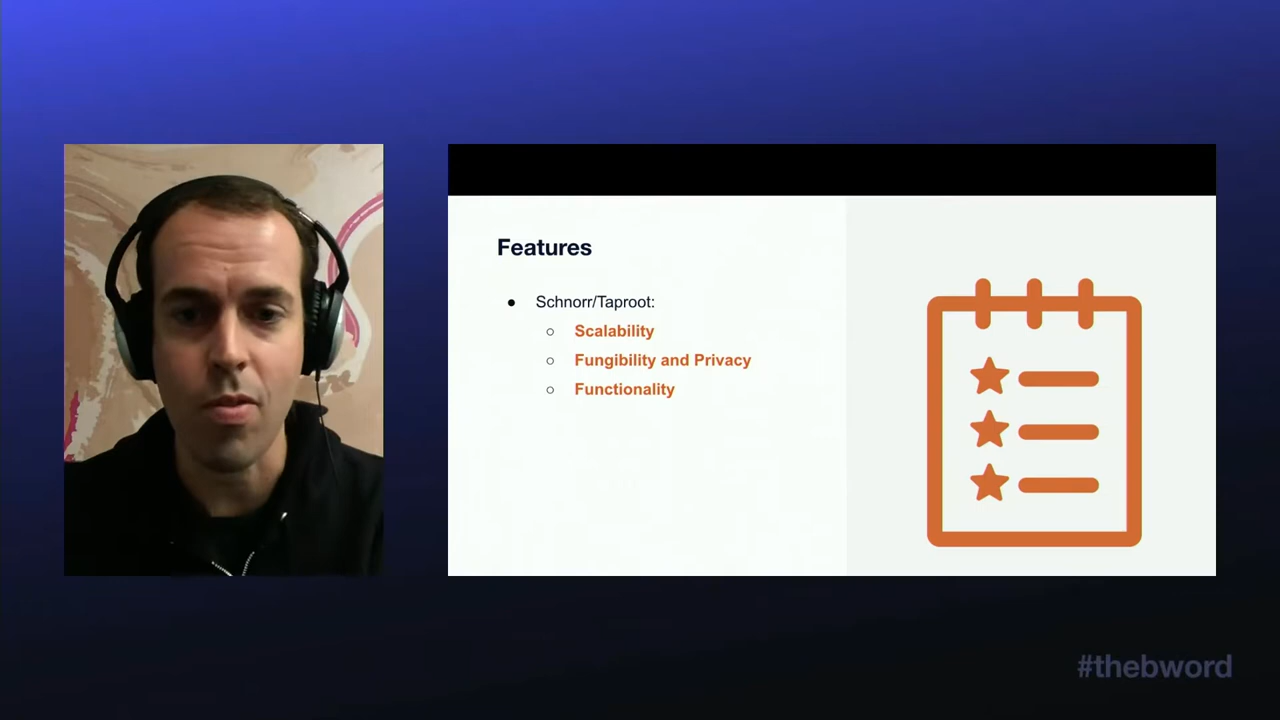 Features
● Schnorr/Taproot:
○ Scalability
○ Fungibility and Privacy
○ Functionality
#thebword